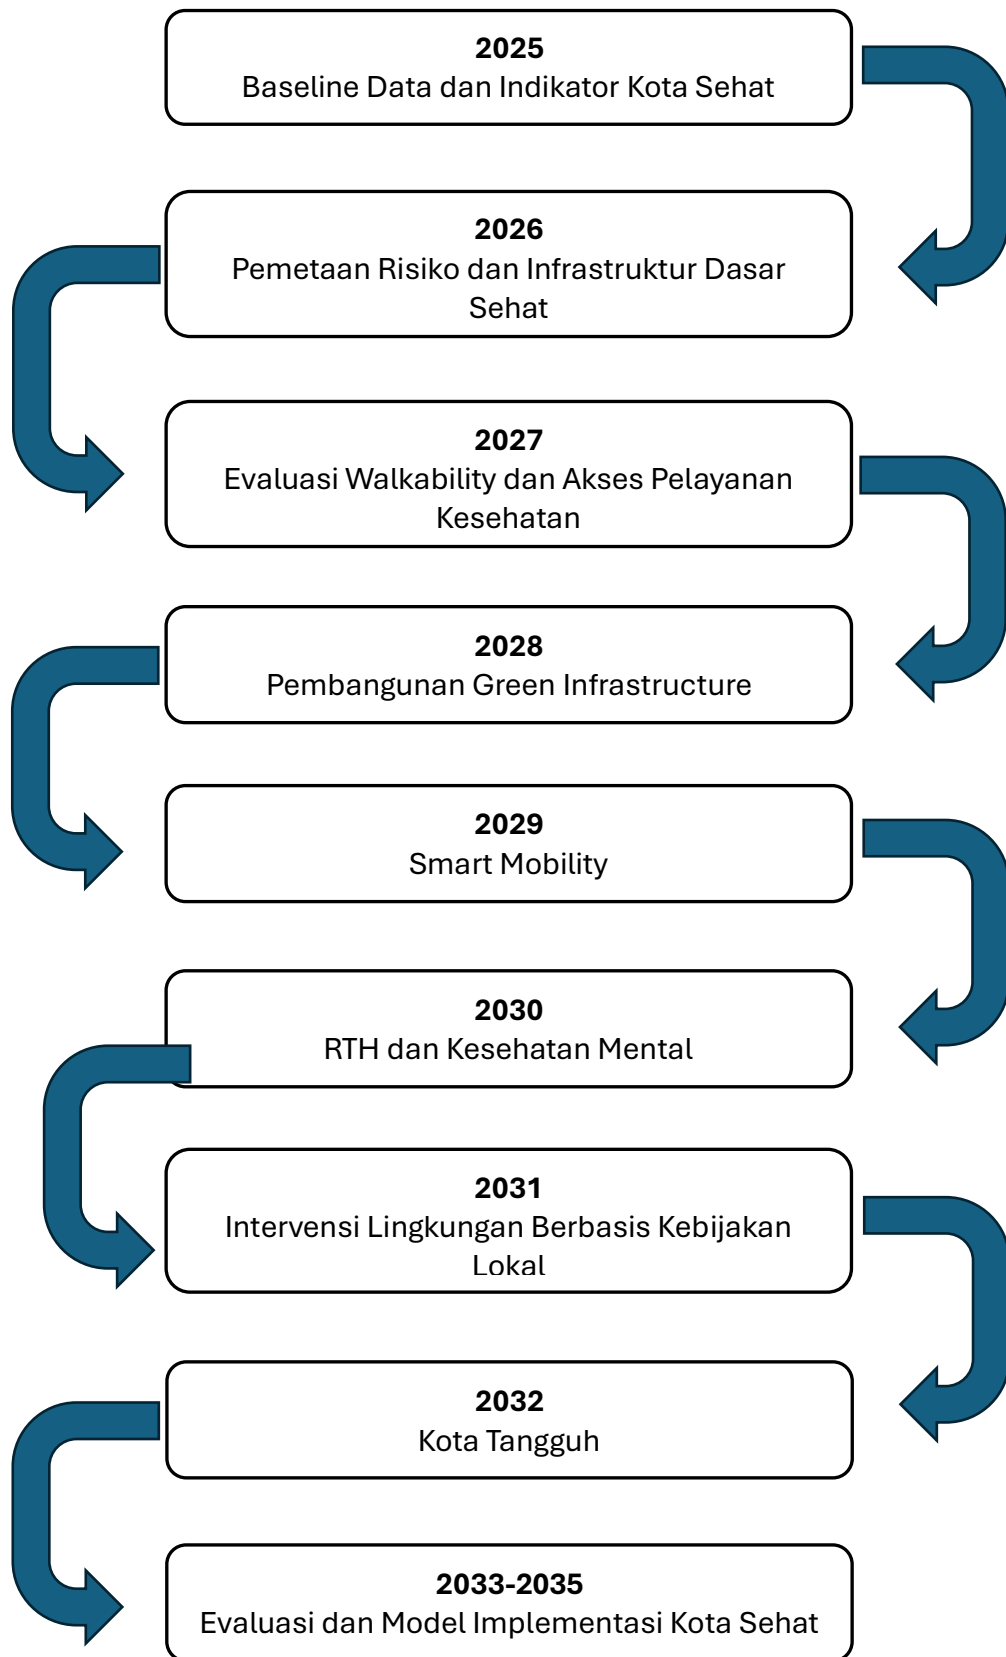 2025
Baseline Data dan Indikator Kota Sehat
2026
Pemetaan Risiko dan Infrastruktur Dasar
Sehat
2027
Evaluasi Walkability dan Akses Pelayanan
Kesehatan
2028
Pembangunan Green Infrastructure
2029
Smart Mobility
2030
RTH dan Kesehatan Mental
2031
Intervensi Lingkungan Berbasis Kebijakan
Lokal
2032
Kota Tangguh
2033-2035
Evaluasi dan Model Implementasi Kota Sehat